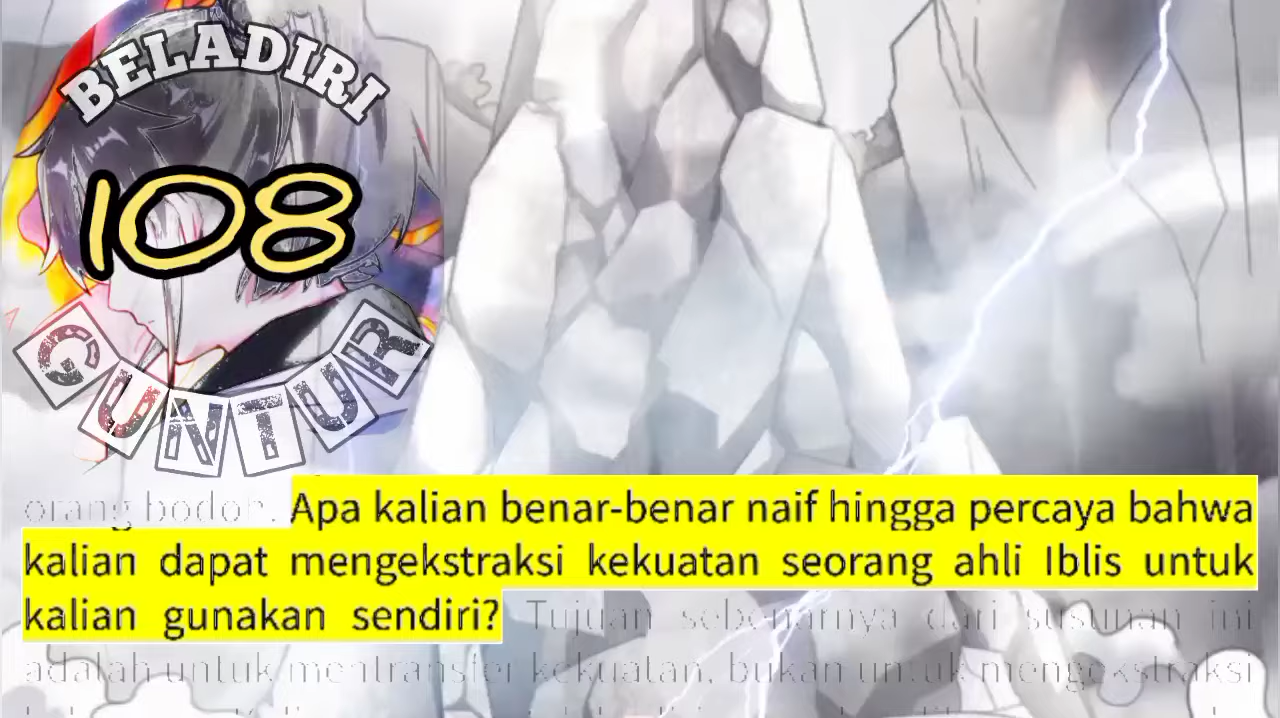 BELADIRI
108
GUNTUR
orang bodoh. Apa kalian benar-benar naif hingga percaya bahwa
kalian dapat mengekstraksi kekuatan seorang ahli Iblis untuk
kalian gunakan sendiri? Tujuan sebenarnya dari susunan ini
adalah untuk mentransfer kekuatan, bukan untuk mengekstraksi